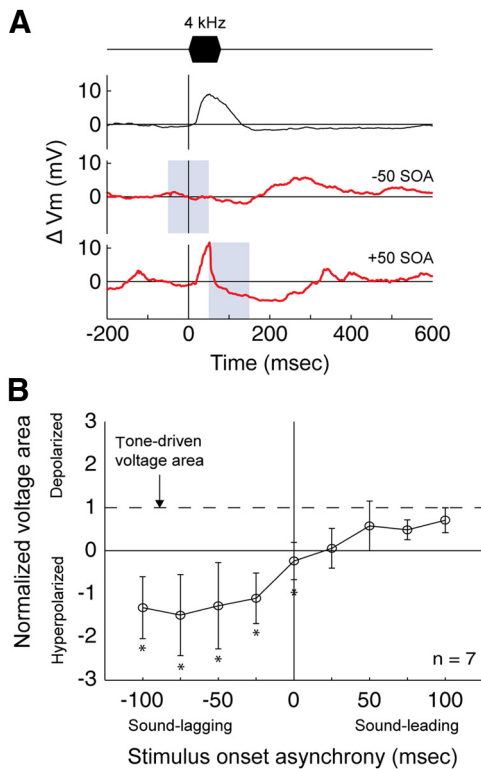 A
4 kHz
10
0
10
0
-50 SOA
10
0
+50 SOA
Δ Vm (mV)
-200 0 200 400 600
Time (msec)
B
3
2
1
0
-1
-2
-3
Normalized voltage area
Depolarized
Hyperpolarized
Tone-driven
voltage area
*
*
*
*
*
n = 7
-100 -50 0 50 100
Sound-lagging Sound-leading
Stimulus onset asynchrony (msec)